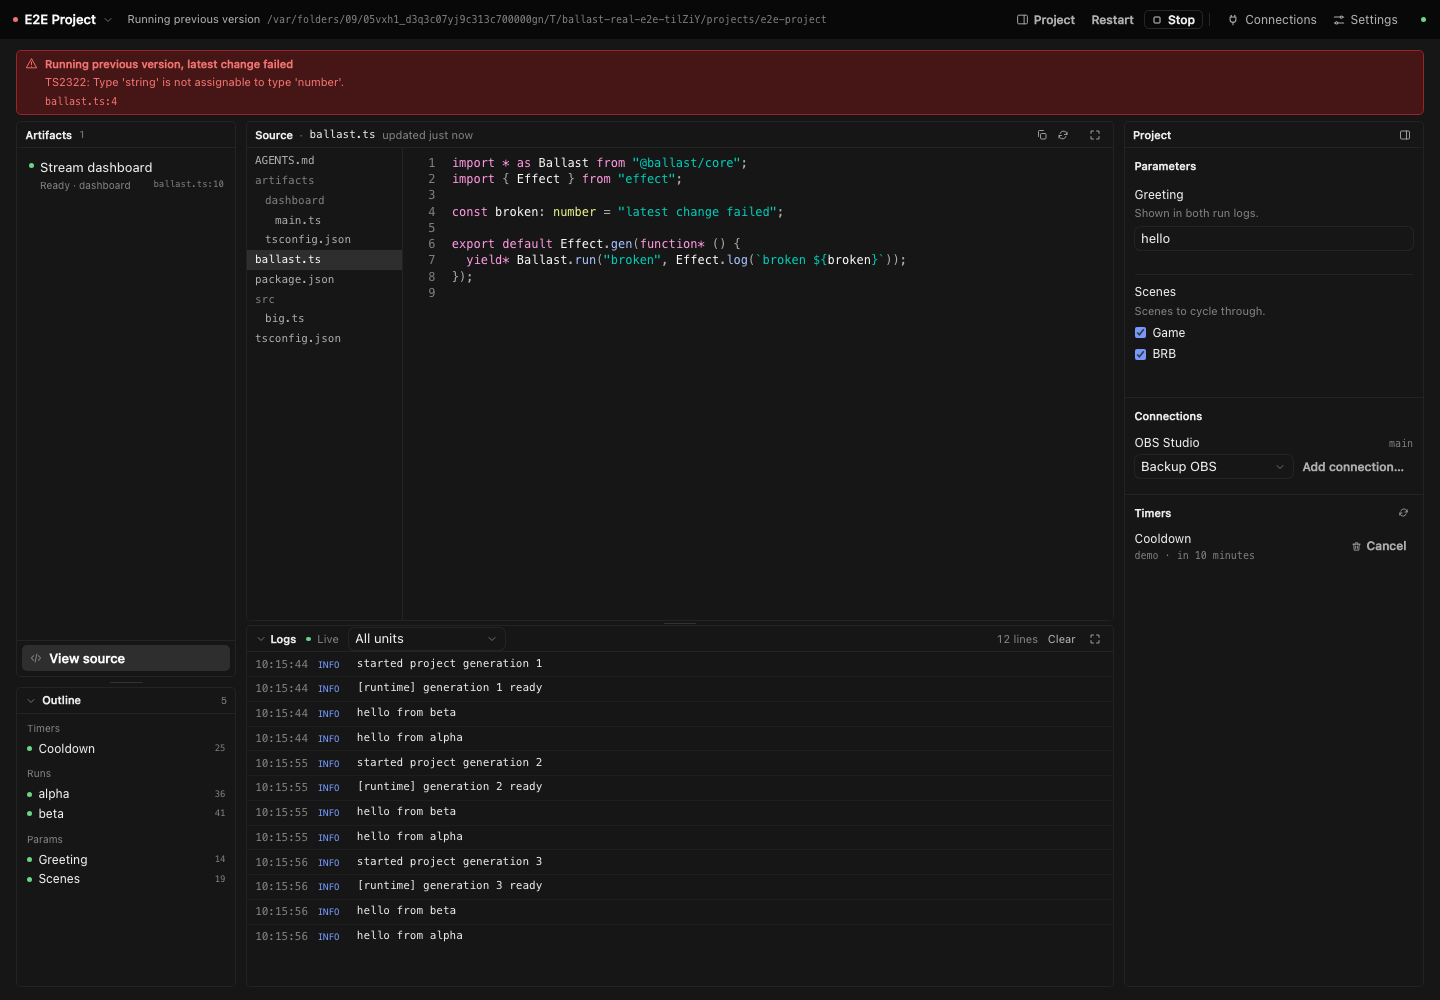 E2E Project Running previous version /var/folders/09/05vxh1_d3q3c07yj9c313c700000gn/T/ballast-real-e2e-tilZiY/projects/e2e-project Project Restart Stop Connections Settings
Running previous version, latest change failed
TS2322: Type 'string' is not assignable to type 'number'.
ballast.ts:4
Artifacts 1
Stream dashboard
Ready · dashboard ballast.ts:10
View source
Outline 5
Timers
Cooldown 25
Runs
alpha 36
beta 41
Params
Greeting 14
Scenes 19
Source · ballast.ts updated just now
AGENTS.md
artifacts
dashboard
main.ts
tsconfig.json
ballast.ts
package.json
src
big.ts
tsconfig.json
1 import * as Ballast from "@ballast/core";
2 import { Effect } from "effect";
3
4 const broken: number = "latest change failed";
5
6 export default Effect.gen(function* () {
7 yield* Ballast.run("broken", Effect.log(`broken ${broken}`));
8 });
9
Logs Live All units 12 lines Clear
10:15:44 INFO started project generation 1
10:15:44 INFO [runtime] generation 1 ready
10:15:44 INFO hello from beta
10:15:44 INFO hello from alpha
10:15:55 INFO started project generation 2
10:15:55 INFO [runtime] generation 2 ready
10:15:55 INFO hello from beta
10:15:55 INFO hello from alpha
10:15:56 INFO started project generation 3
10:15:56 INFO [runtime] generation 3 ready
10:15:56 INFO hello from beta
10:15:56 INFO hello from alpha
Project
Parameters
Greeting
Shown in both run logs.
hello
Scenes
Scenes to cycle through.
Game
BRB
Connections
OBS Studio main
Backup OBS Add connection...
Timers
Cooldown
demo · in 10 minutes Cancel